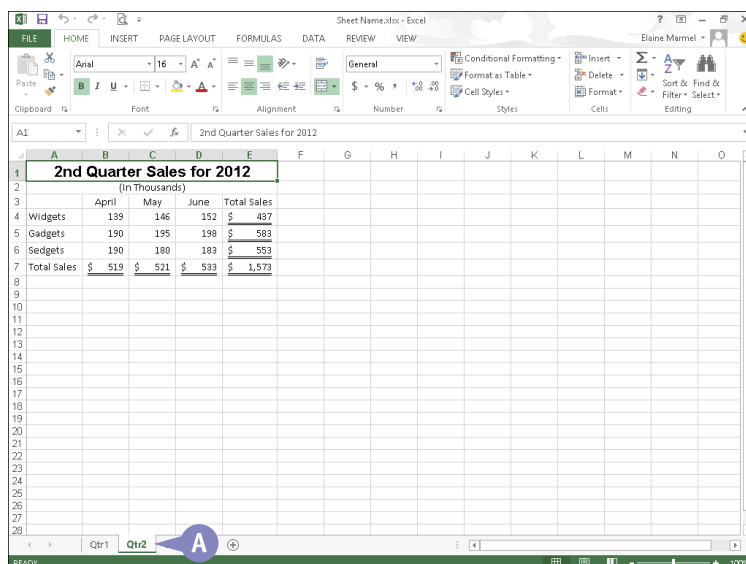 Sheet Name.xlsx - Excel
FILE HOME INSERT PAGE LAYOUT FORMULAS DATA REVIEW VIEW Elaine Marmel
Paste
Clipboard
Arial 16 A A
B I U A
Font
Alignment
General
$ % , .0 .00 .00 .0
Number
Conditional Formatting
Format as Table
Cell Styles
Styles
Insert
Delete
Format
Cells
Σ
A Z
Sort & Filter
Find & Select
Editing
A1 fx 2nd Quarter Sales for 2012
A B C D E F G H I J K L M N O
1 2nd Quarter Sales for 2012
2 (In Thousands)
3 April May June Total Sales
4 Widgets 139 146 152 $ 437
5 Gadgets 190 195 198 $ 583
6 Sedgets 190 180 183 $ 553
7 Total Sales $ 519 $ 521 $ 533 $ 1,573
8
9
10
11
12
13
14
15
16
17
18
19
20
21
22
23
24
25
26
27
28
Qtr1 Qtr2 A
READY 100%